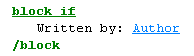 block if
Written by: Author
/block